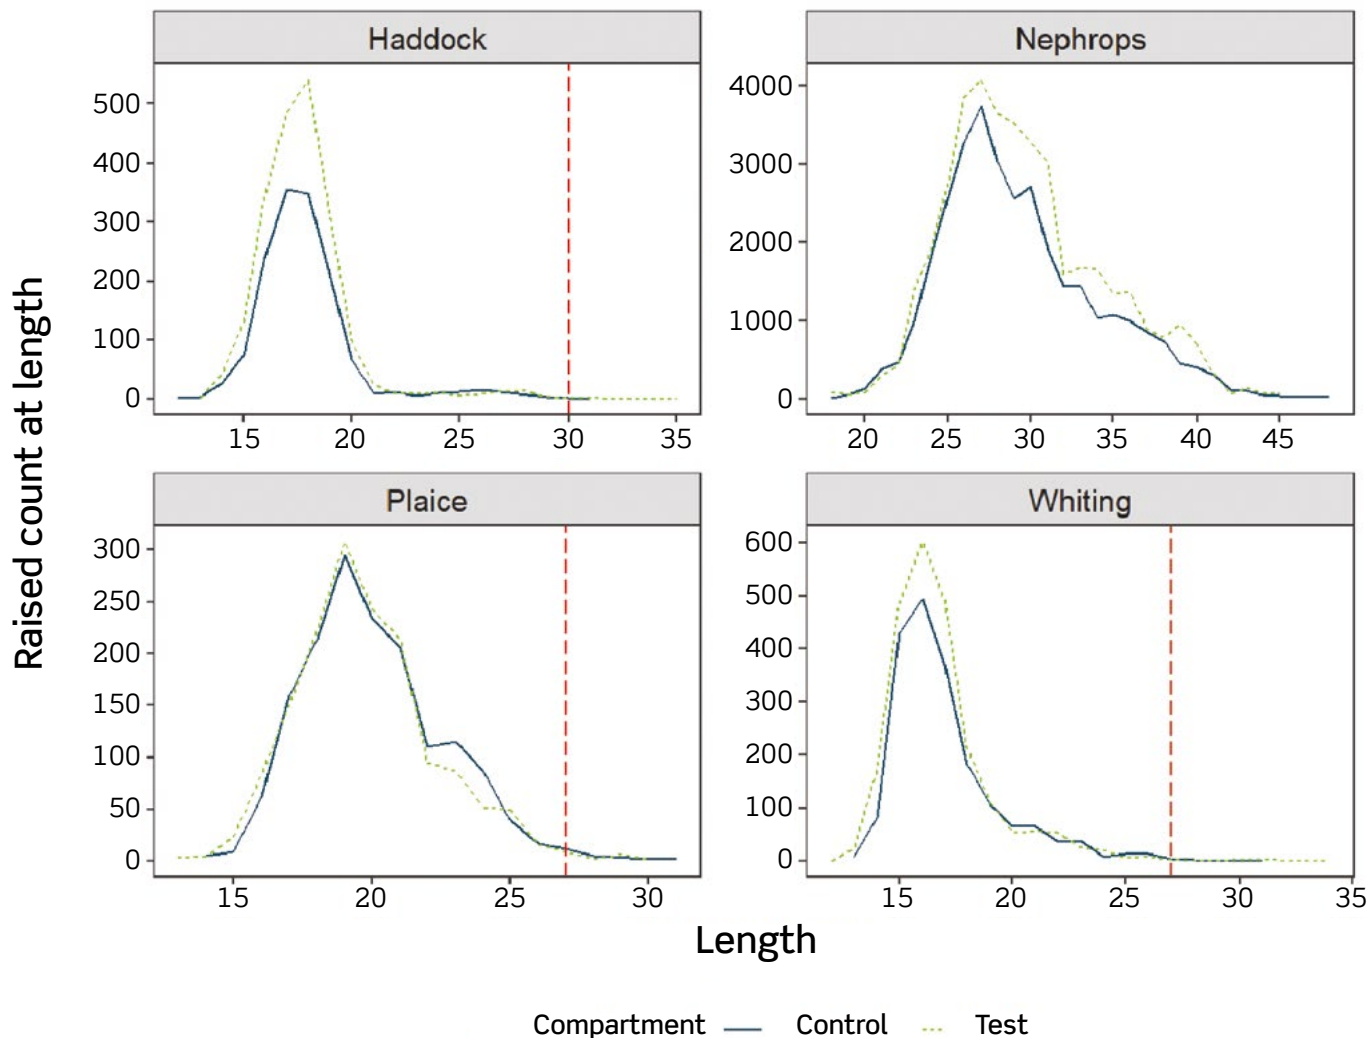 Haddock
Nephrops
500
400
300
200
100
0
15 20 25 30 35
4000
3000
2000
1000
0
20 25 30 35 40 45
Raised count at length
Plaice
Whiting
300
250
200
150
100
50
0
15 20 25 30
600
500
400
300
200
100
0
15 20 25 30 35
Length
Compartment Control Test